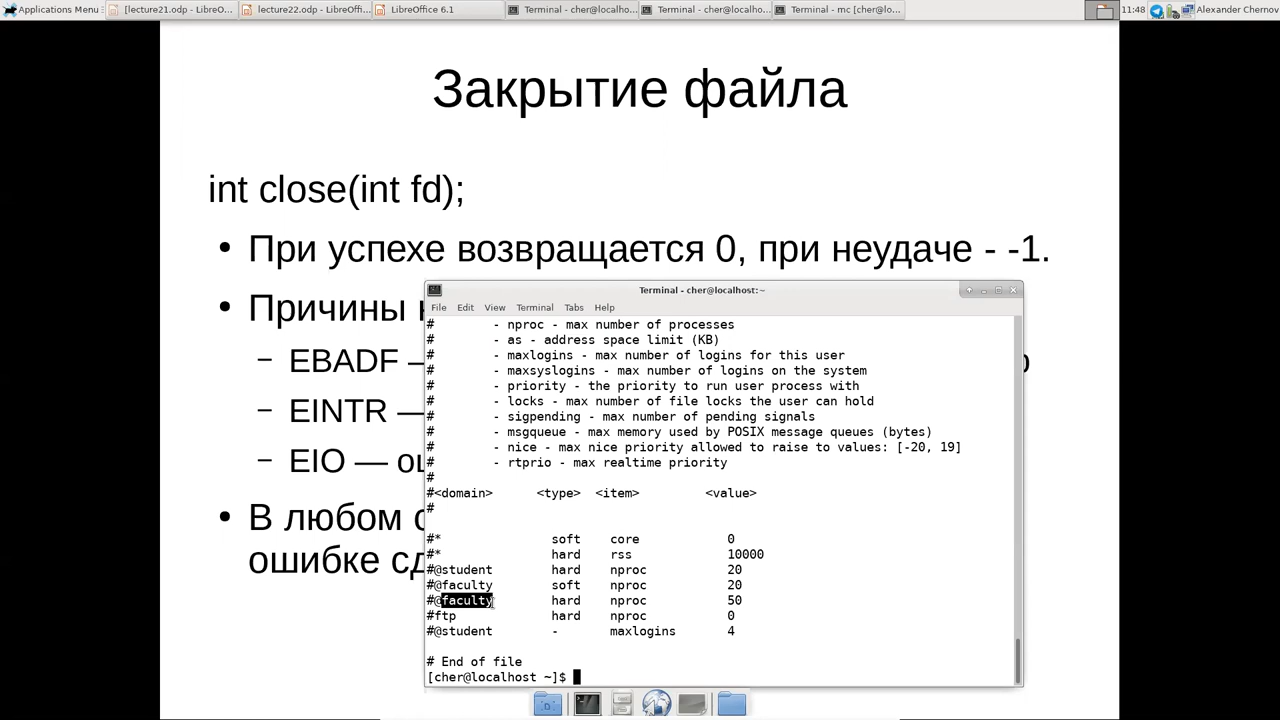 Applications Menu
[lecture21.odp - LibreO...
lecture22.odp - LibreOffi...
LibreOffice 6.1
Terminal - cher@localho...
Terminal - cher@localho...
Terminal - mc [cher@lo...
11:48
Alexander Chernov
Закрытие файла
int close(int fd);
• При успехе возвращается 0, при неудаче - -1.
• Причины
– EBADF —
– EINTR —
– EIO —
• В любом
ошибке
Terminal - cher@localhost:~
File Edit View Terminal Tabs Help
# - nproc - max number of processes
# - as - address space limit (KB)
# - maxlogins - max number of logins for this user
# - maxsyslogins - max number of logins on the system
# - priority - the priority to run user process with
# - locks - max number of file locks the user can hold
# - sigpending - max number of pending signals
# - msgqueue - max memory used by POSIX message queues (bytes)
# - nice - max nice priority allowed to raise to values: [-20, 19]
# - rtprio - max realtime priority
#
#<domain> <type> <item> <value>
#
#* soft core 0
#* hard rss 10000
#@student hard nproc 20
#@faculty soft nproc 20
#@faculty hard nproc 50
#ftp hard nproc 0
#@student - maxlogins 4
# End of file
[cher@localhost ~]$